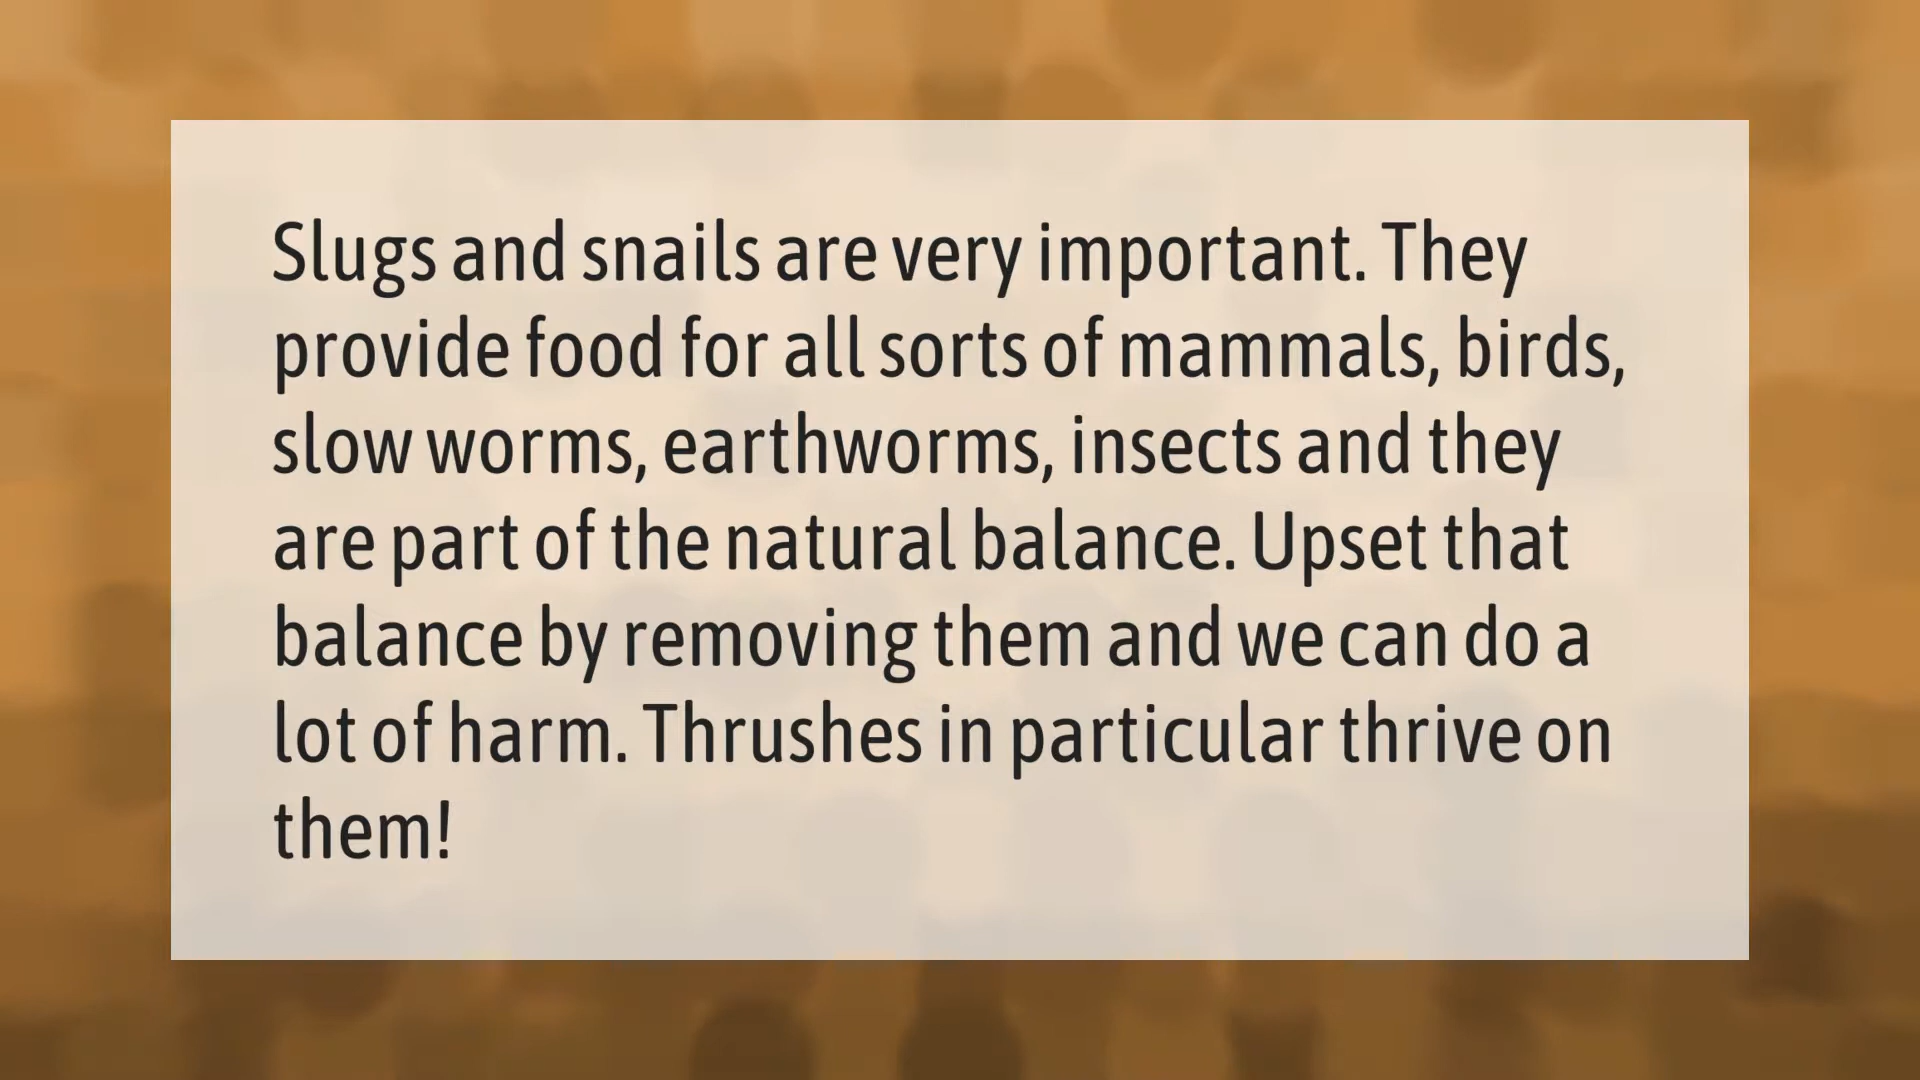 Slugs and snails are very important. They
provide food for all sorts of mammals, birds,
slow worms, earthworms, insects and they
are part of the natural balance. Upset that
balance by removing them and we can do a
lot of harm. Thrushes in particular thrive on
them!